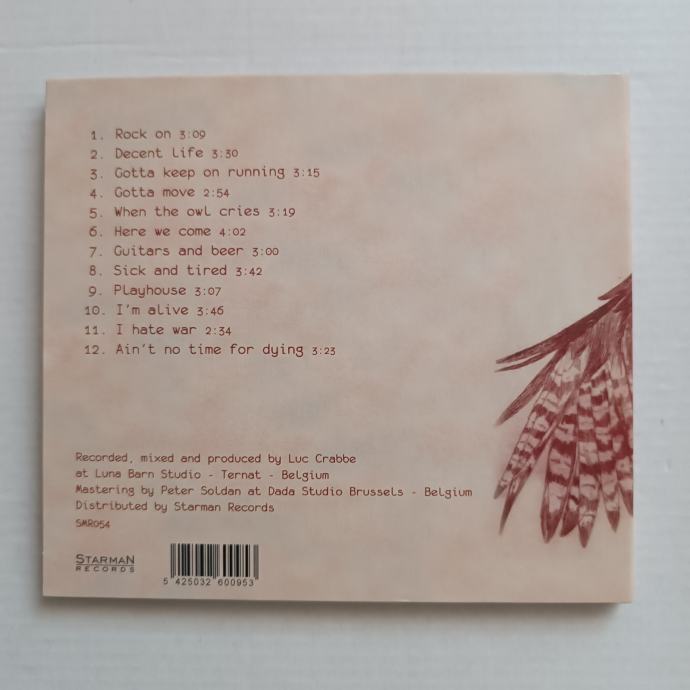 1. Rock on 3:09
2. Decent Life 3:30
3. Gotta keep on running 3:15
4. Gotta move 2:54
5. When the owl cries 3:19
6. Here we come 4:02
7. Guitars and beer 3:00
8. Sick and tired 3:42
9. Playhouse 3:07
10. I'm alive 3:46
11. I hate war 2:34
12. Ain't no time for dying 3:23
Recorded, mixed and produced by Luc Crabbe
at Luna Barn Studio - Ternat - Belgium
Mastering by Peter Soldan at Dada Studio Brussels - Belgium
Distributed by Starman Records
SMR054
STARMAN
RECORDS
5 425032 600953